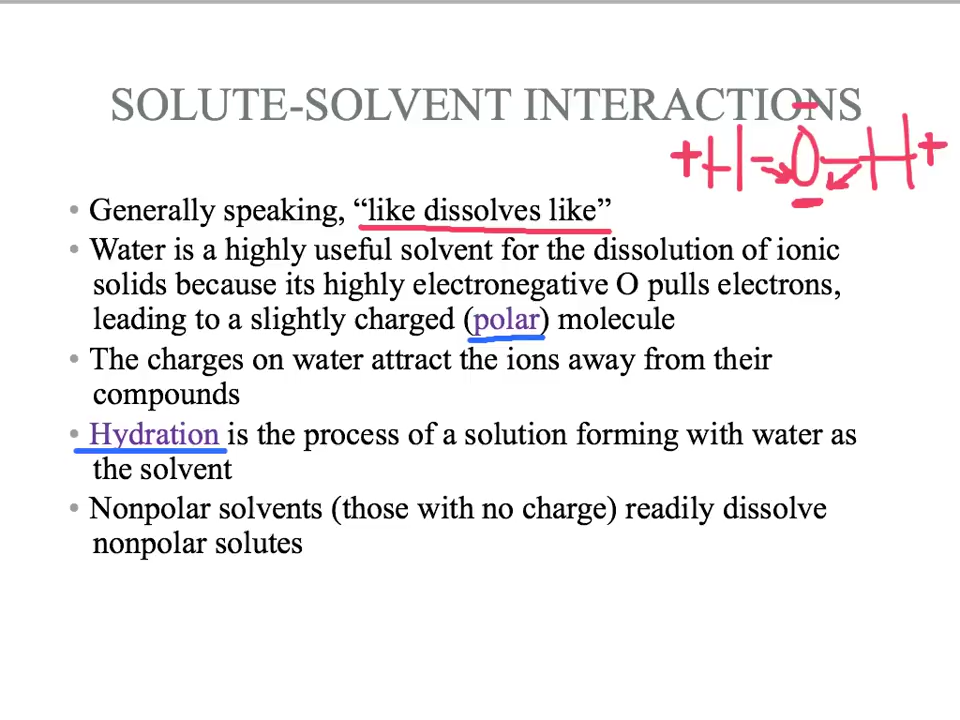 SOLUTE-SOLVENT INTERACTIONS
+H-O-H+
• Generally speaking, “like dissolves like”
• Water is a highly useful solvent for the dissolution of ionic
solids because its highly electronegative O pulls electrons,
leading to a slightly charged (polar) molecule
• The charges on water attract the ions away from their
compounds
• Hydration is the process of a solution forming with water as
the solvent
• Nonpolar solvents (those with no charge) readily dissolve
nonpolar solutes